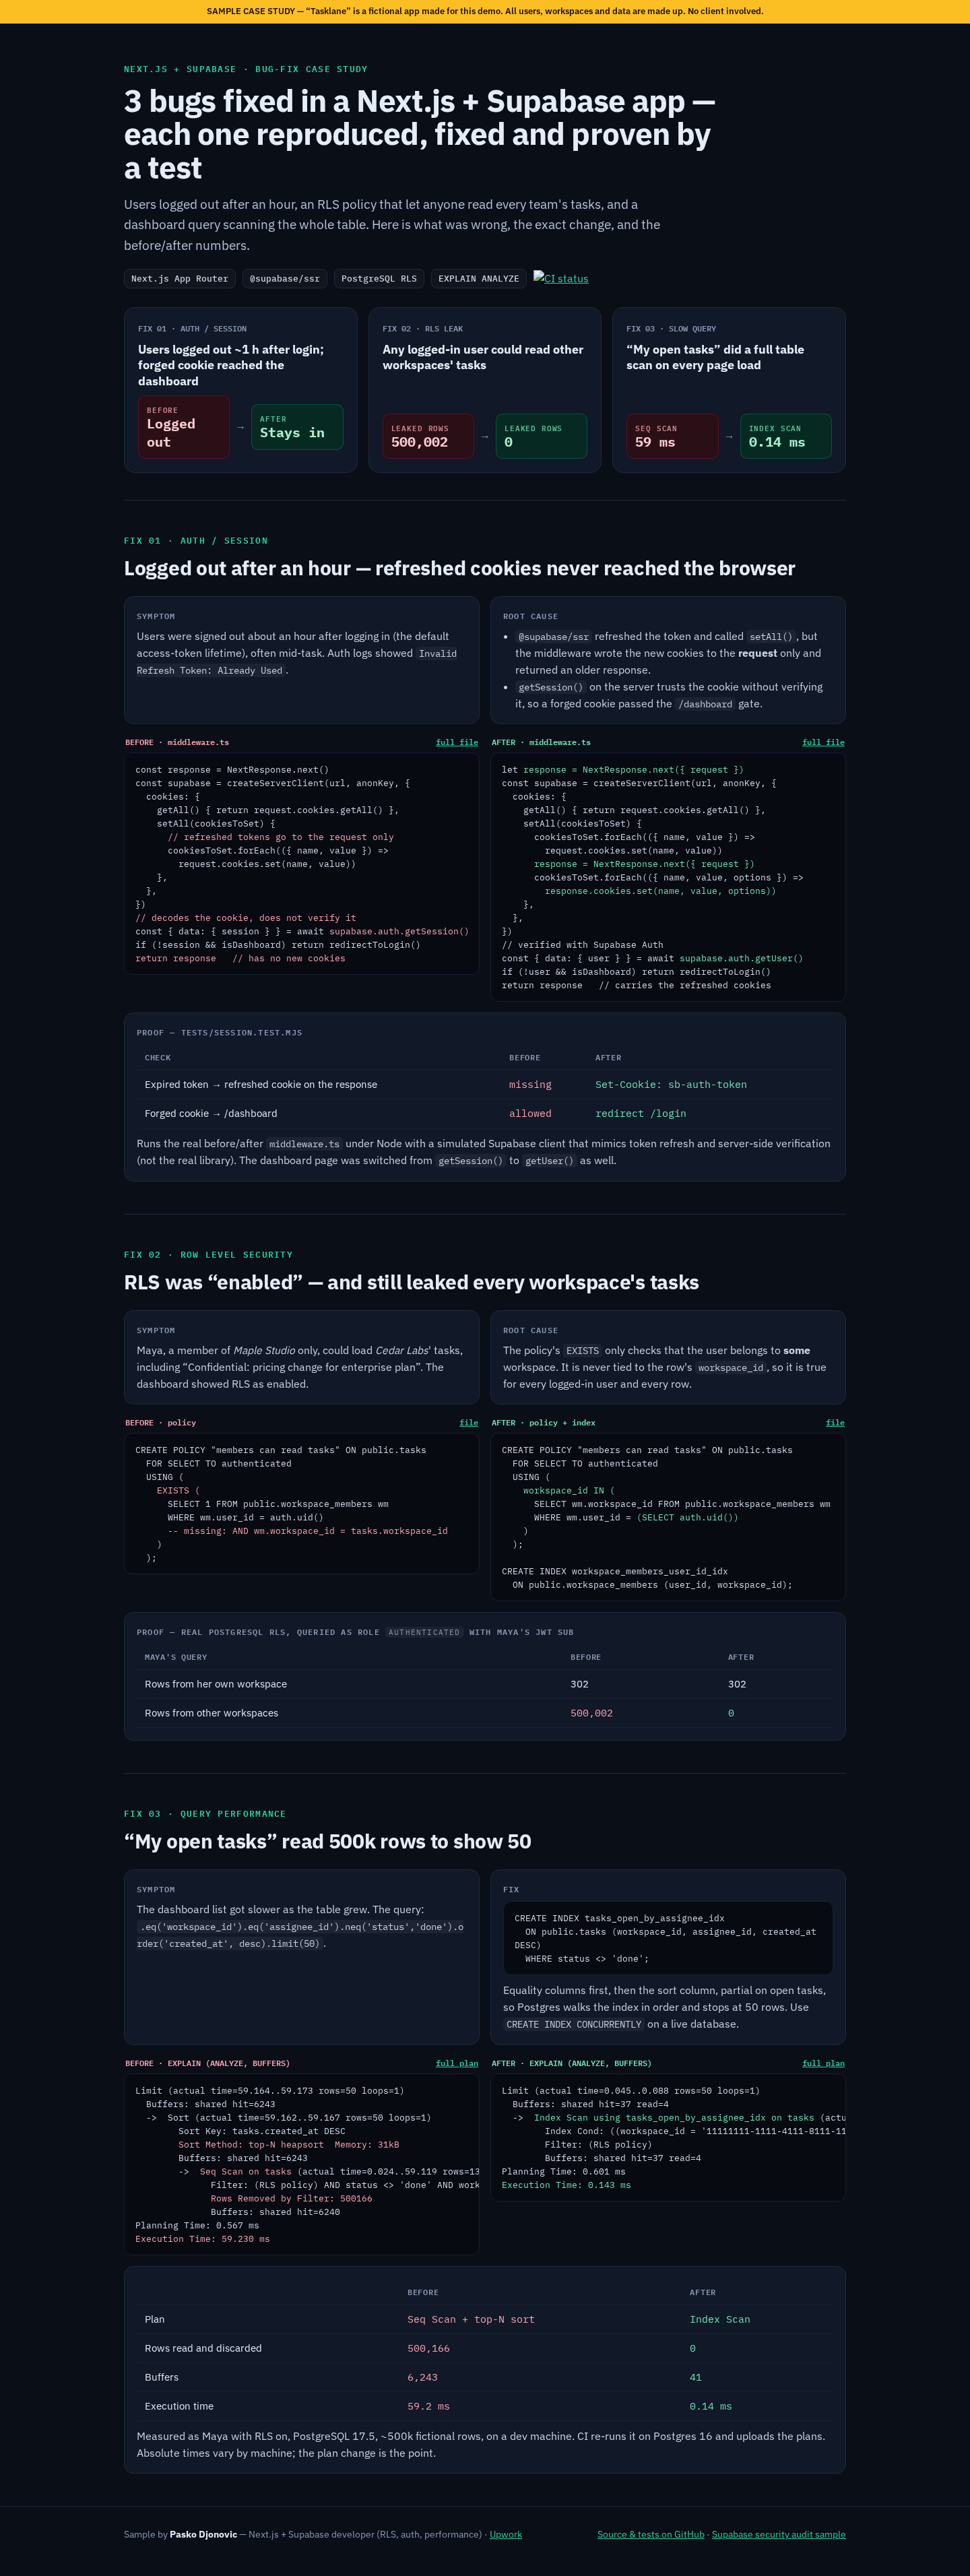 SAMPLE CASE STUDY — “Tasklane” is a fictional app made for this demo. All users, workspaces and data are made up. No client involved.
NEXT.JS + SUPABASE · BUG-FIX CASE STUDY
3 bugs fixed in a Next.js + Supabase app —
each one reproduced, fixed and proven by
a test
Users logged out after an hour, an RLS policy that let anyone read every team's tasks, and a
dashboard query scanning the whole table. Here is what was wrong, the exact change, and the
before/after numbers.
Next.js App Router
@supabase/ssr
PostgreSQL RLS
EXPLAIN ANALYZE
CI status
FIX 01 · AUTH / SESSION
Users logged out ~1 h after login;
forged cookie reached the
dashboard
BEFORE
Logged
out
→
AFTER
Stays in
FIX 02 · RLS LEAK
Any logged-in user could read other
workspaces' tasks
LEAKED ROWS
500,002
→
LEAKED ROWS
0
FIX 03 · SLOW QUERY
“My open tasks” did a full table
scan on every page load
SEQ SCAN
59 ms
→
INDEX SCAN
0.14 ms
FIX 01 · AUTH / SESSION
Logged out after an hour — refreshed cookies never reached the browser
SYMPTOM
Users were signed out about an hour after logging in (the default
access-token lifetime), often mid-task. Auth logs showed Invalid
Refresh Token: Already Used.
ROOT CAUSE
• @supabase/ssr refreshed the token and called setAll(), but
the middleware wrote the new cookies to the request only and
returned an older response.
• getSession() on the server trusts the cookie without verifying
it, so a forged cookie passed the /dashboard gate.
BEFORE · middleware.ts full file
const response = NextResponse.next()
const supabase = createServerClient(url, anonKey, {
  cookies: {
    getAll() { return request.cookies.getAll() },
    setAll(cookiesToSet) {
      // refreshed tokens go to the request only
      cookiesToSet.forEach(({ name, value }) =>
        request.cookies.set(name, value))
    },
  },
})
// decodes the cookie, does not verify it
const { data: { session } } = await supabase.auth.getSession()
if (!session && isDashboard) return redirectToLogin()
return response   // has no new cookies
AFTER · middleware.ts full file
let response = NextResponse.next({ request })
const supabase = createServerClient(url, anonKey, {
  cookies: {
    getAll() { return request.cookies.getAll() },
    setAll(cookiesToSet) {
      cookiesToSet.forEach(({ name, value }) =>
        request.cookies.set(name, value))
      response = NextResponse.next({ request })
      cookiesToSet.forEach(({ name, value, options }) =>
        response.cookies.set(name, value, options))
    },
  },
})
// verified with Supabase Auth
const { data: { user } } = await supabase.auth.getUser()
if (!user && isDashboard) return redirectToLogin()
return response   // carries the refreshed cookies
PROOF — TESTS/SESSION.TEST.MJS
CHECK BEFORE AFTER
Expired token → refreshed cookie on the response missing Set-Cookie: sb-auth-token
Forged cookie → /dashboard allowed redirect /login
Runs the real before/after middleware.ts under Node with a simulated Supabase client that mimics token refresh and server-side verification
(not the real library). The dashboard page was switched from getSession() to getUser() as well.
FIX 02 · ROW LEVEL SECURITY
RLS was “enabled” — and still leaked every workspace's tasks
SYMPTOM
Maya, a member of Maple Studio only, could load Cedar Labs' tasks,
including “Confidential: pricing change for enterprise plan”. The
dashboard showed RLS as enabled.
ROOT CAUSE
The policy's EXISTS only checks that the user belongs to some
workspace. It is never tied to the row's workspace_id, so it is true
for every logged-in user and every row.
BEFORE · policy file
CREATE POLICY "members can read tasks" ON public.tasks
  FOR SELECT TO authenticated
  USING (
    EXISTS (
      SELECT 1 FROM public.workspace_members wm
      WHERE wm.user_id = auth.uid()
      -- missing: AND wm.workspace_id = tasks.workspace_id
    )
  );
AFTER · policy + index file
CREATE POLICY "members can read tasks" ON public.tasks
  FOR SELECT TO authenticated
  USING (
    workspace_id IN (
      SELECT wm.workspace_id FROM public.workspace_members wm
      WHERE wm.user_id = (SELECT auth.uid())
    )
  );
CREATE INDEX workspace_members_user_id_idx
  ON public.workspace_members (user_id, workspace_id);
PROOF — REAL POSTGRESQL RLS, QUERIED AS ROLE AUTHENTICATED WITH MAYA'S JWT SUB
MAYA'S QUERY BEFORE AFTER
Rows from her own workspace 302 302
Rows from other workspaces 500,002 0
FIX 03 · QUERY PERFORMANCE
“My open tasks” read 500k rows to show 50
SYMPTOM
The dashboard list got slower as the table grew. The query:
.eq('workspace_id').eq('assignee_id').neq('status','done').o
rder('created_at', desc).limit(50).
FIX
CREATE INDEX tasks_open_by_assignee_idx
  ON public.tasks (workspace_id, assignee_id, created_at
DESC)
  WHERE status <> 'done';
Equality columns first, then the sort column, partial on open tasks,
so Postgres walks the index in order and stops at 50 rows. Use
CREATE INDEX CONCURRENTLY on a live database.
BEFORE · EXPLAIN (ANALYZE, BUFFERS) full plan
Limit (actual time=59.164..59.173 rows=50 loops=1)
  Buffers: shared hit=6243
  ->  Sort (actual time=59.162..59.167 rows=50 loops=1)
        Sort Key: tasks.created_at DESC
        Sort Method: top-N heapsort  Memory: 31kB
        Buffers: shared hit=6243
        ->  Seq Scan on tasks (actual time=0.024..59.119 rows=13
              Filter: (RLS policy) AND status <> 'done' AND work
              Rows Removed by Filter: 500166
              Buffers: shared hit=6240
Planning Time: 0.567 ms
Execution Time: 59.230 ms
AFTER · EXPLAIN (ANALYZE, BUFFERS) full plan
Limit (actual time=0.045..0.088 rows=50 loops=1)
  Buffers: shared hit=37 read=4
  ->  Index Scan using tasks_open_by_assignee_idx on tasks (actu
        Index Cond: ((workspace_id = '11111111-1111-4111-8111-11
        Filter: (RLS policy)
        Buffers: shared hit=37 read=4
Planning Time: 0.601 ms
Execution Time: 0.143 ms
BEFORE AFTER
Plan Seq Scan + top-N sort Index Scan
Rows read and discarded 500,166 0
Buffers 6,243 41
Execution time 59.2 ms 0.14 ms
Measured as Maya with RLS on, PostgreSQL 17.5, ~500k fictional rows, on a dev machine. CI re-runs it on Postgres 16 and uploads the plans.
Absolute times vary by machine; the plan change is the point.
Sample by Pasko Djonovic — Next.js + Supabase developer (RLS, auth, performance) · Upwork
Source & tests on GitHub · Supabase security audit sample